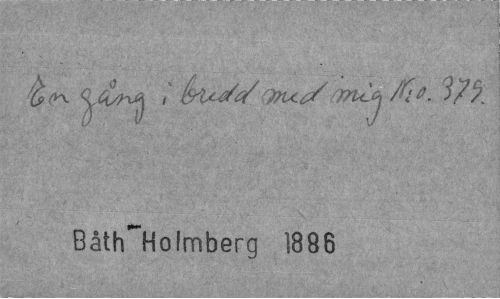 En gång i bredd med mig N:o. 379.
Båth-Holmberg 1886